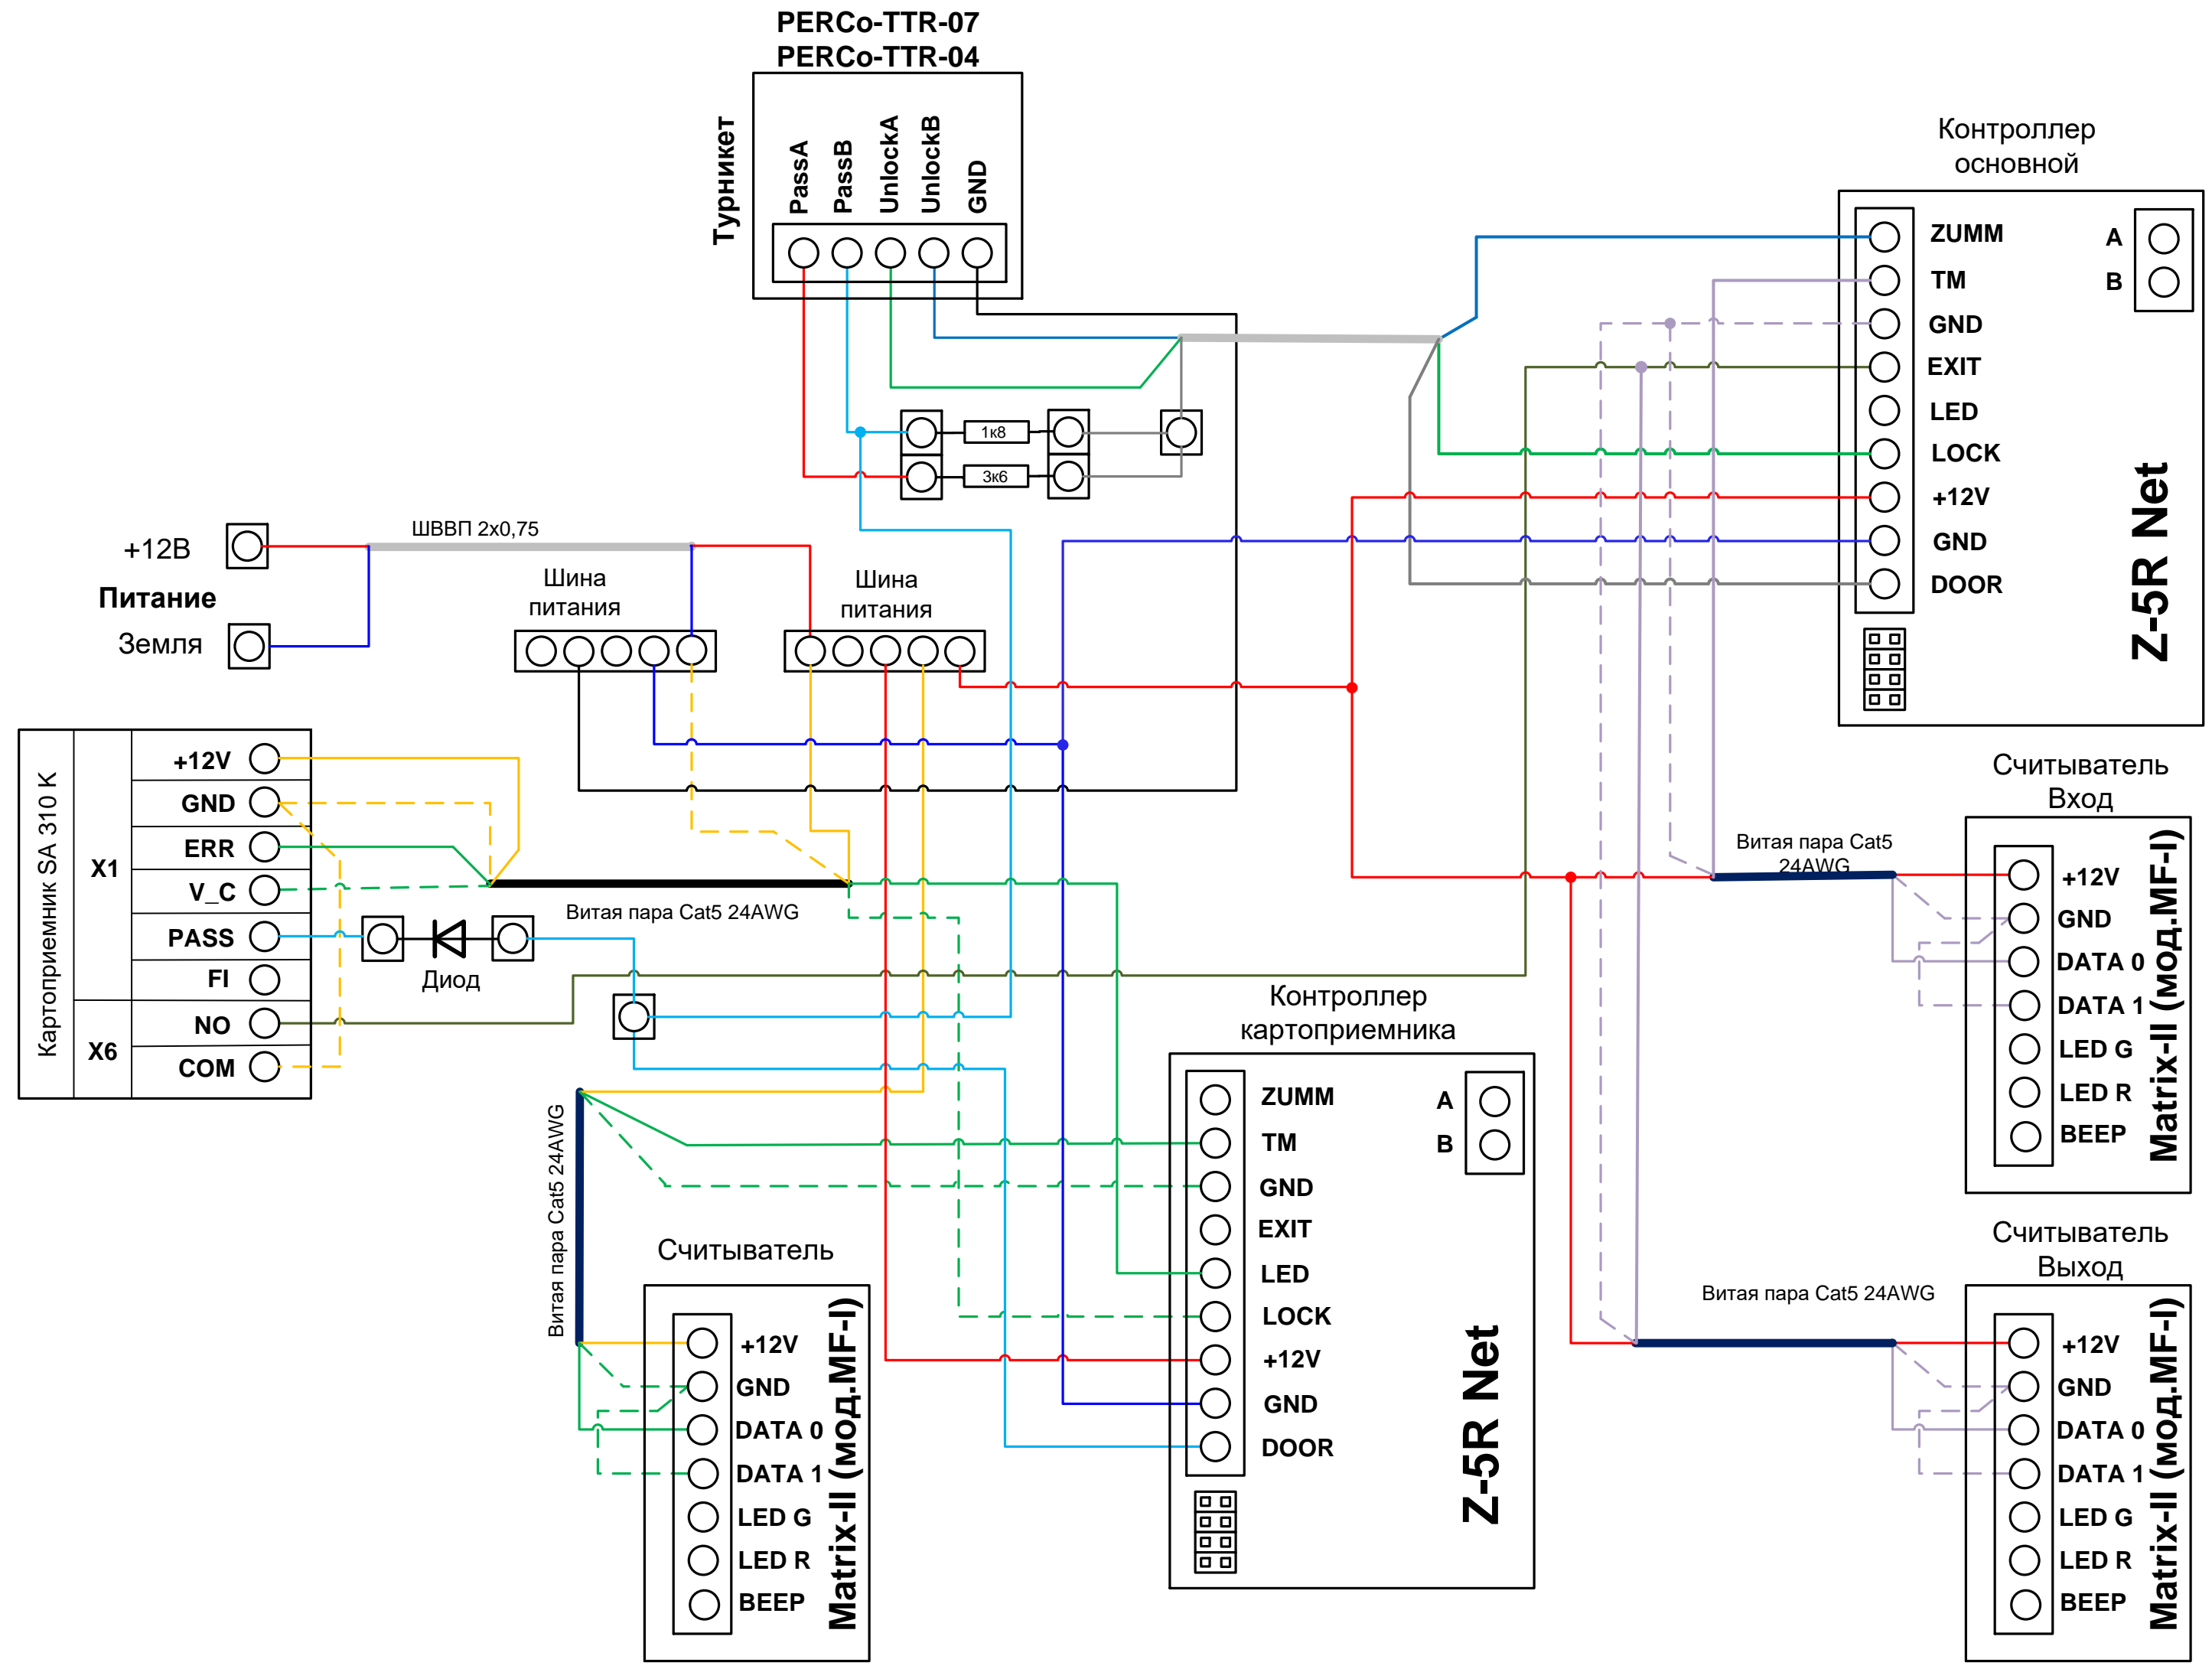 PERCo-TTR-07
PERCo-TTR-04
Турникет
PassA
PassB
UnlockA
UnlockB
GND
1к8
3к6
Контроллер
основной
ZUMM
TM
GND
EXIT
LED
LOCK
+12V
GND
DOOR
A
B
Z-5R Net
+12В
Питание
Земля
ШВВП 2х0,75
Шина
питания
Шина
питания
Картоприемник SA 310 K
X1
X6
+12V
GND
ERR
V_C
PASS
FI
NO
COM
Витая пара Cat5 24AWG
Диод
Считыватель
Вход
Витая пара Cat5
24AWG
+12V
GND
DATA 0
DATA 1
LED G
LED R
BEEP
Matrix-II (мод.MF-I)
Контроллер
картоприемника
ZUMM
TM
GND
EXIT
LED
LOCK
+12V
GND
DOOR
A
B
Z-5R Net
Витая пара Cat5 24AWG
Считыватель
+12V
GND
DATA 0
DATA 1
LED G
LED R
BEEP
Matrix-II (мод.MF-I)
Считыватель
Выход
Витая пара Cat5 24AWG
+12V
GND
DATA 0
DATA 1
LED G
LED R
BEEP
Matrix-II (мод.MF-I)